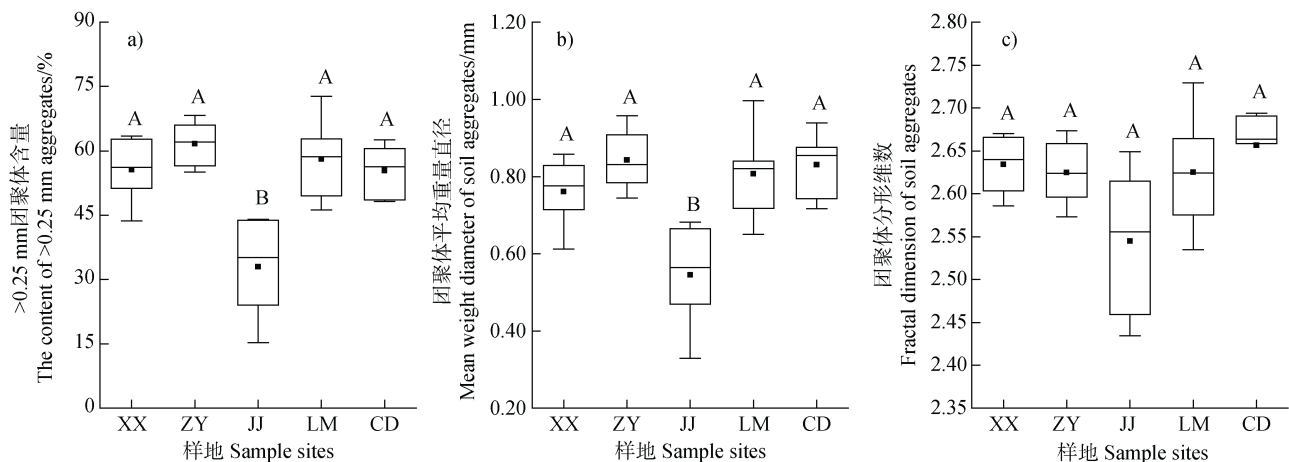 a)
>0.25 mm团聚体含量
The content of >0.25 mm aggregates/%
90
75
60
45
30
15
0
A
A
B
A
A
XX ZY JJ LM CD
样地 Sample sites
b)
团聚体平均重量直径
Mean weight diameter of soil aggregates/mm
1.20
1.00
0.80
0.60
0.40
0.20
A
A
B
A
A
XX ZY JJ LM CD
样地 Sample sites
c)
团聚体分形维数
Fractal dimension of soil aggregates
2.80
2.70
2.65
2.60
2.55
2.50
2.45
2.40
2.35
A
A
A
A
A
XX ZY JJ LM CD
样地 Sample sites